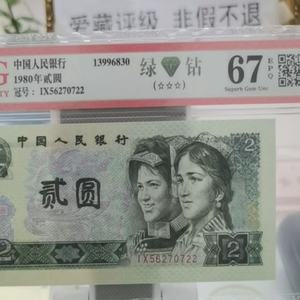 爱藏评级 非假不退
中国人民银行 13996830
1980年贰圆
冠号：IX56270722
绿 钻
(☆☆☆)
67 EPQ
Superb Gem Unc
中国人民银行
贰圆
2
IX56270722
2